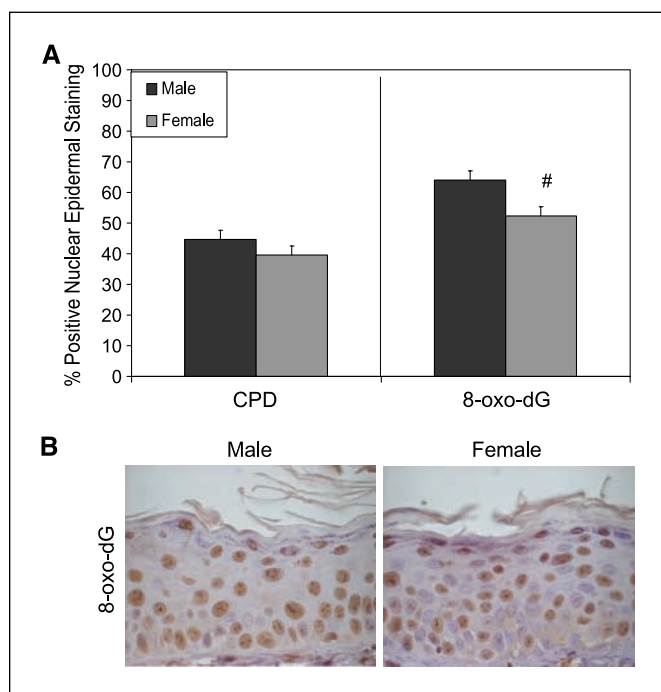 A
% Positive Nuclear Epidermal Staining
100
90
80
70
60
50
40
30
20
10
0
Male
Female
#
CPD
8-oxo-dG
B
Male
Female
8-oxo-dG